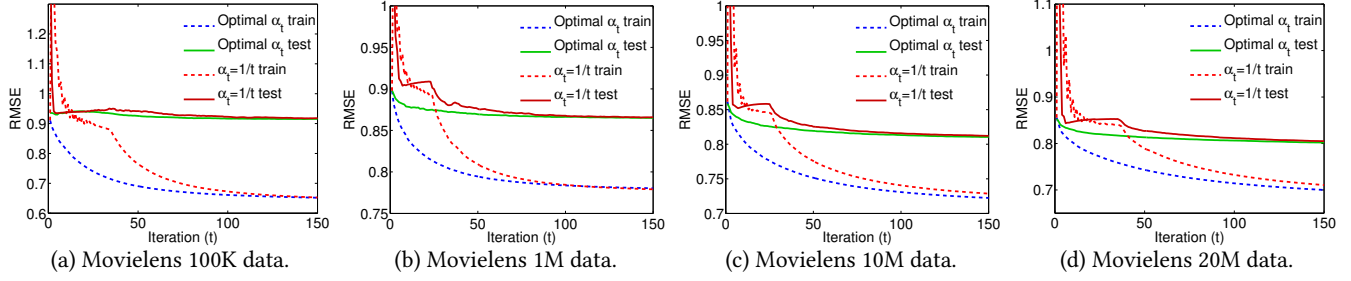 RMSE
1.3
1.2
1.1
1
0.9
0.8
0.7
0.6
0
50
100
150
Iteration (t)
Optimal α_t train
Optimal α_t test
α_t=1/t train
α_t=1/t test
(a) Movielens 100K data.
RMSE
1
0.95
0.9
0.85
0.8
0.75
0
50
100
150
Iteration (t)
Optimal α_t train
Optimal α_t test
α_t=1/t train
α_t=1/t test
(b) Movielens 1M data.
RMSE
1
0.95
0.9
0.85
0.8
0.75
0.7
0
50
100
150
Iteration (t)
Optimal α_t train
Optimal α_t test
α_t=1/t train
α_t=1/t test
(c) Movielens 10M data.
RMSE
1.1
1
0.9
0.8
0.7
0
50
100
150
Iteration (t)
Optimal α_t train
Optimal α_t test
α_t=1/t train
α_t=1/t test
(d) Movielens 20M data.